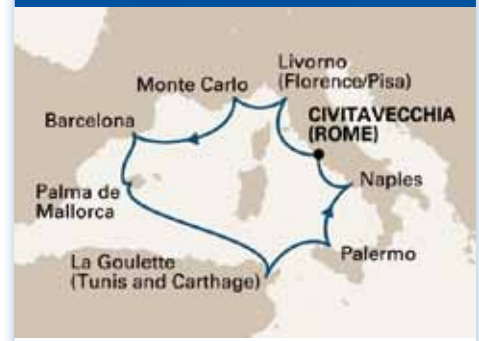 Livorno
(Florence/Pisa)
Monte Carlo
CIVITAVECCHIA
(ROME)
Barcelona
Naples
Palma de
Mallorca
Palermo
La Goulette
(Tunis and Carthage)